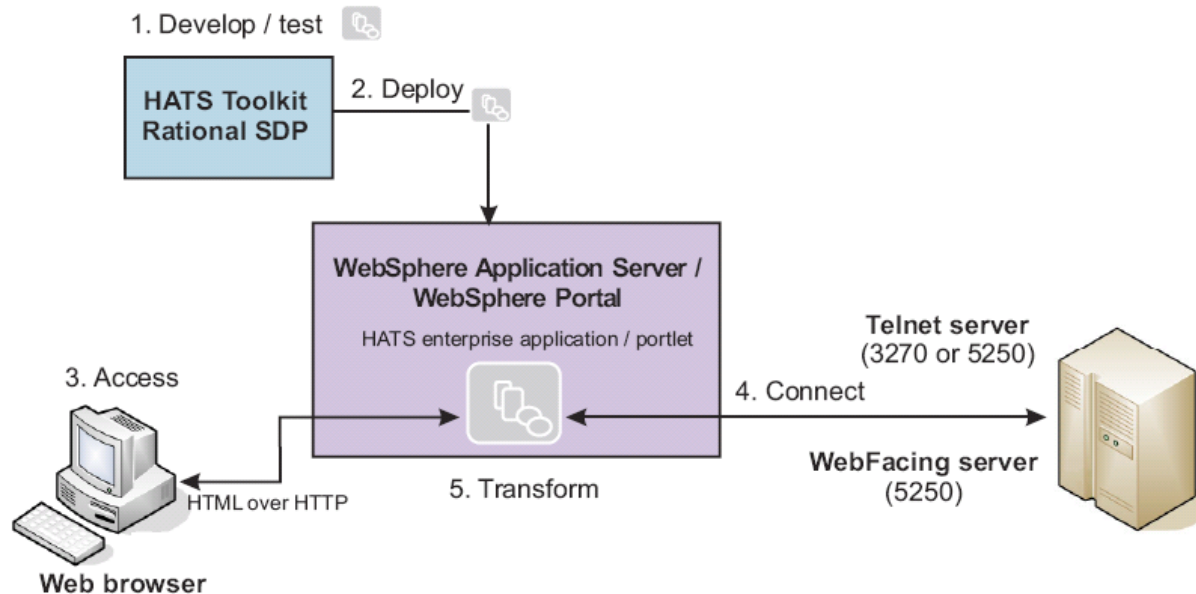 1. Develop / test
HATS Toolkit
Rational SDP
2. Deploy
WebSphere Application Server /
WebSphere Portal
HATS enterprise application / portlet
3. Access
HTML over HTTP
Web browser
4. Connect
5. Transform
Telnet server
(3270 or 5250)
WebFacing server
(5250)